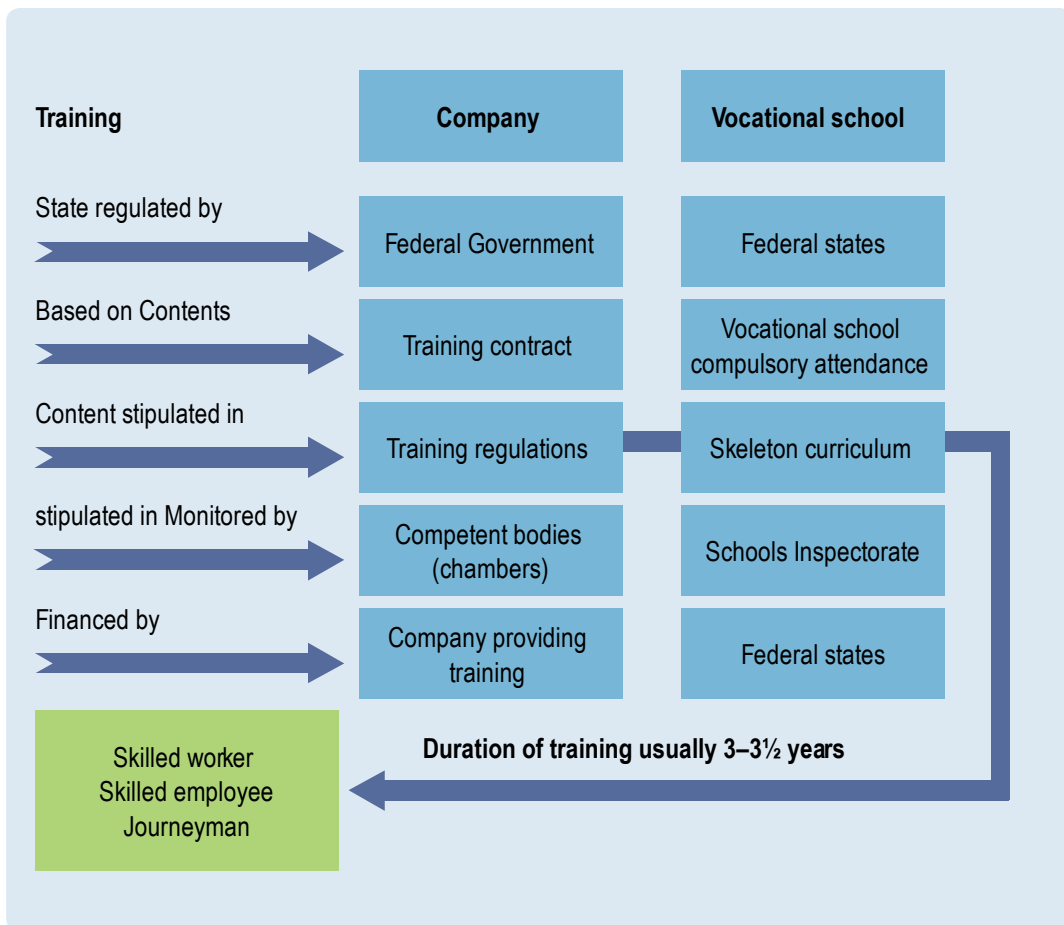 Training
Company
Vocational school
State regulated by
Federal Government
Federal states
Based on Contents
Training contract
Vocational school
compulsory attendance
Content stipulated in
Training regulations
Skeleton curriculum
stipulated in Monitored by
Competent bodies
(chambers)
Schools Inspectorate
Financed by
Company providing
training
Federal states
Duration of training usually 3–3½ years
Skilled worker
Skilled employee
Journeyman